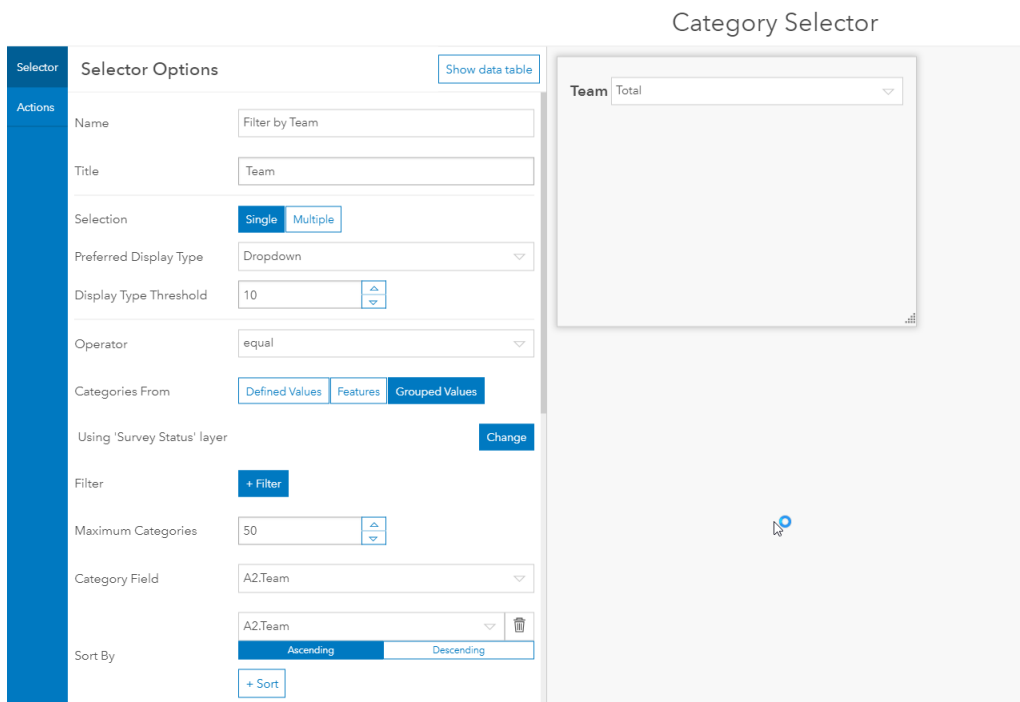 Category Selector
Selector
Actions
Selector Options
Show data table
Name
Filter by Team
Title
Team
Selection
Single
Multiple
Preferred Display Type
Dropdown
Display Type Threshold
10
Operator
equal
Categories From
Defined Values
Features
Grouped Values
Using 'Survey Status' layer
Change
Filter
+ Filter
Maximum Categories
50
Category Field
A2.Team
A2.Team
Sort By
Ascending
Descending
+ Sort
Team
Total